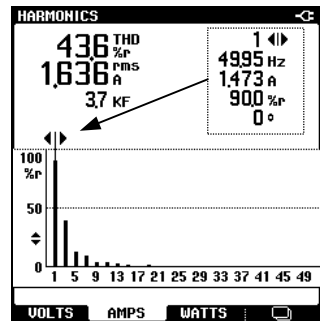 HARMONICS
43,6 THD %r
1,636 rms A
3,7 KF
1
49,95 Hz
1,473 A
90,0 %r
0 °
100
%r
50
0
1 5 9 13 17 21 25 29 33 37 41 45 49
VOLTS AMPS WATTS